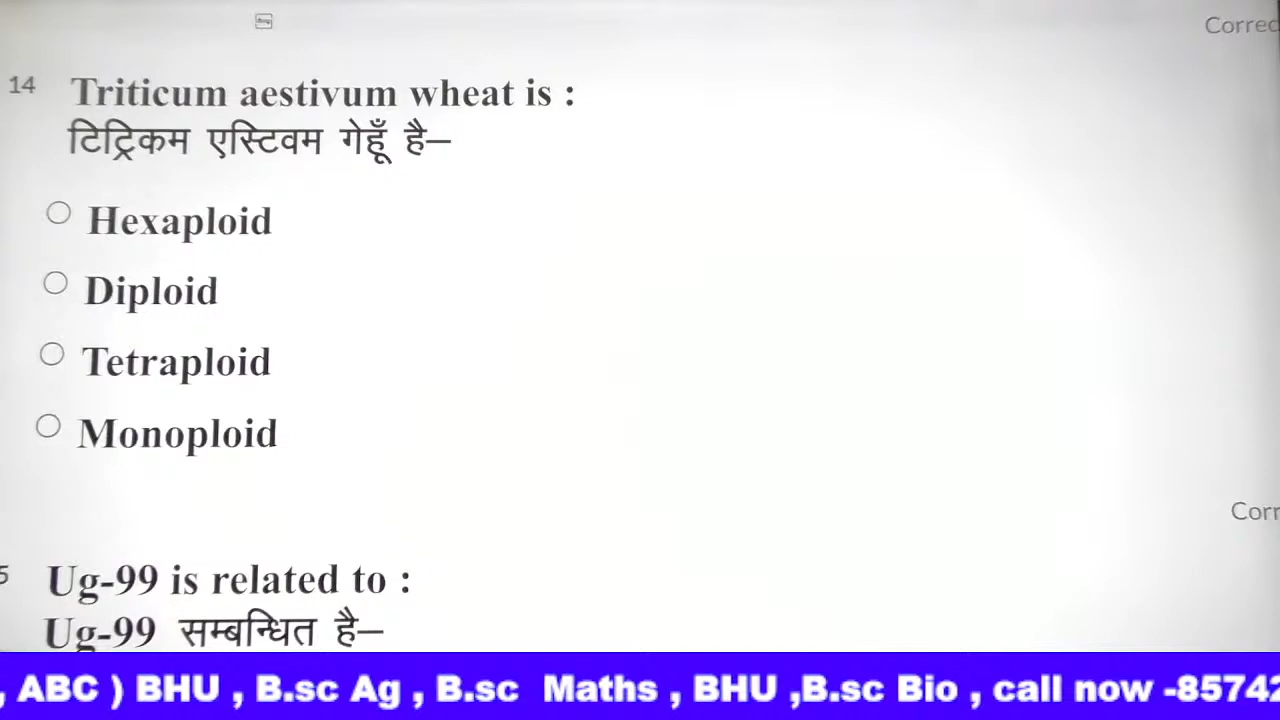 Correc
14 Triticum aestivum wheat is :
टिट्रिकम एस्टिवम गेहूँ है–
Hexaploid
Diploid
Tetraploid
Monoploid
Corr
5 Ug-99 is related to :
Ug-99 सम्बन्धित है–
, ABC ) BHU , B.sc Ag , B.sc Maths , BHU ,B.sc Bio , call now -85742